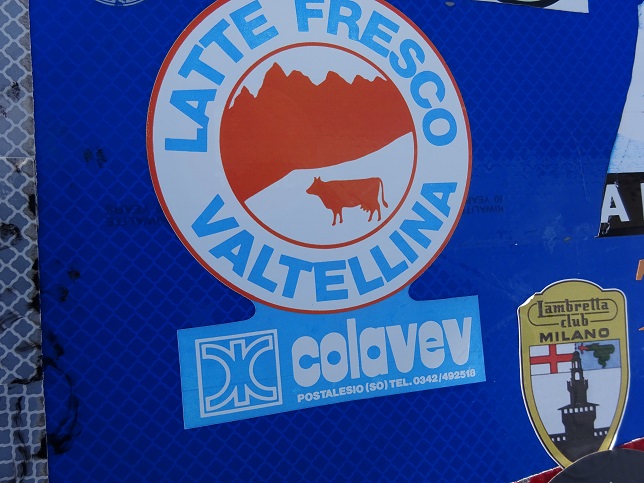 LATTE FRESCO
VALTELLINA
colavev
POSTALESIO (SO) TEL. 0342/492518
Lambretta
club
MILANO